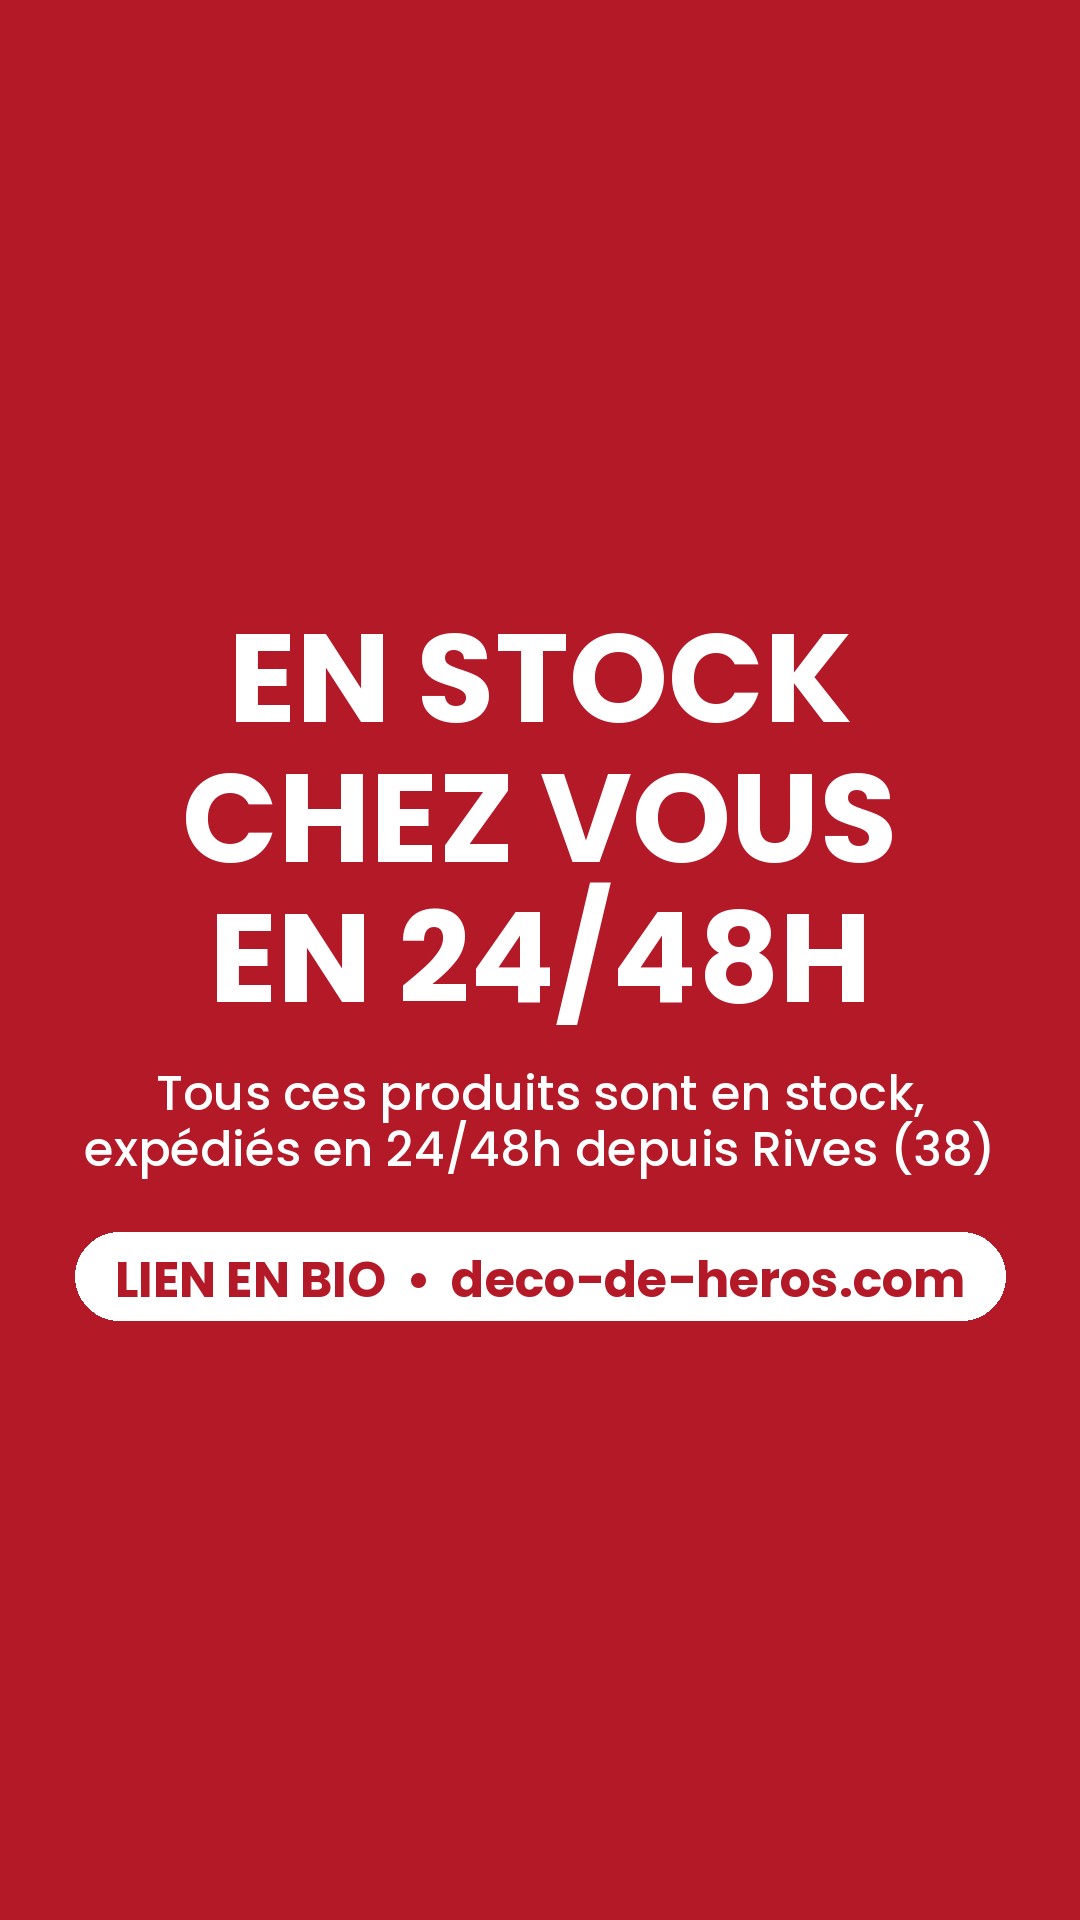 EN STOCK
CHEZ VOUS
EN 24/48H
Tous ces produits sont en stock,
expédiés en 24/48h depuis Rives (38)
LIEN EN BIO • deco-de-heros.com